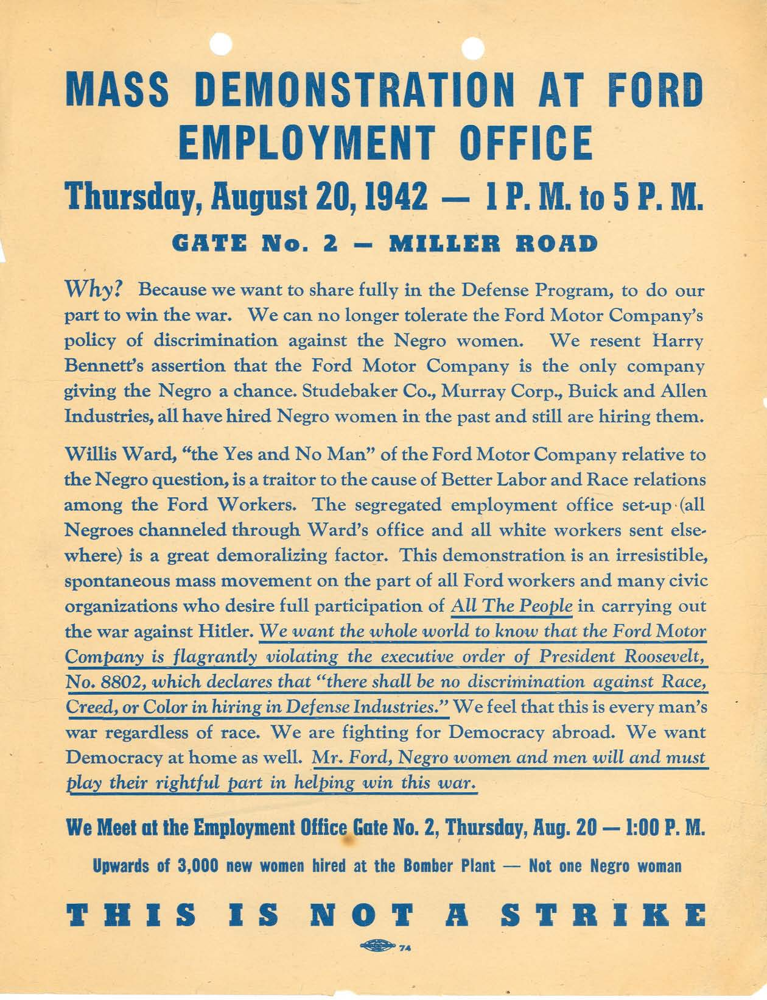 MASS DEMONSTRATION AT FORD
EMPLOYMENT OFFICE
Thursday, August 20, 1942 — 1 P. M. to 5 P. M.
GATE No. 2 — MILLER ROAD
Why? Because we want to share fully in the Defense Program, to do our
part to win the war. We can no longer tolerate the Ford Motor Company's
policy of discrimination against the Negro women. We resent Harry
Bennett's assertion that the Ford Motor Company is the only company
giving the Negro a chance. Studebaker Co., Murray Corp., Buick and Allen
Industries, all have hired Negro women in the past and still are hiring them.
Willis Ward, "the Yes and No Man" of the Ford Motor Company relative to
the Negro question, is a traitor to the cause of Better Labor and Race relations
among the Ford Workers. The segregated employment office set-up (all
Negroes channeled through Ward's office and all white workers sent else-
where) is a great demoralizing factor. This demonstration is an irresistible,
spontaneous mass movement on the part of all Ford workers and many civic
organizations who desire full participation of All The People in carrying out
the war against Hitler. We want the whole world to know that the Ford Motor
Company is flagrantly violating the executive order of President Roosevelt,
No. 8802, which declares that "there shall be no discrimination against Race,
Creed, or Color in hiring in Defense Industries." We feel that this is every man's
war regardless of race. We are fighting for Democracy abroad. We want
Democracy at home as well. Mr. Ford, Negro women and men will and must
play their rightful part in helping win this war.
We Meet at the Employment Office Gate No. 2, Thursday, Aug. 20 — 1:00 P. M.
Upwards of 3,000 new women hired at the Bomber Plant — Not one Negro woman
THIS IS NOT A STRIKE
74